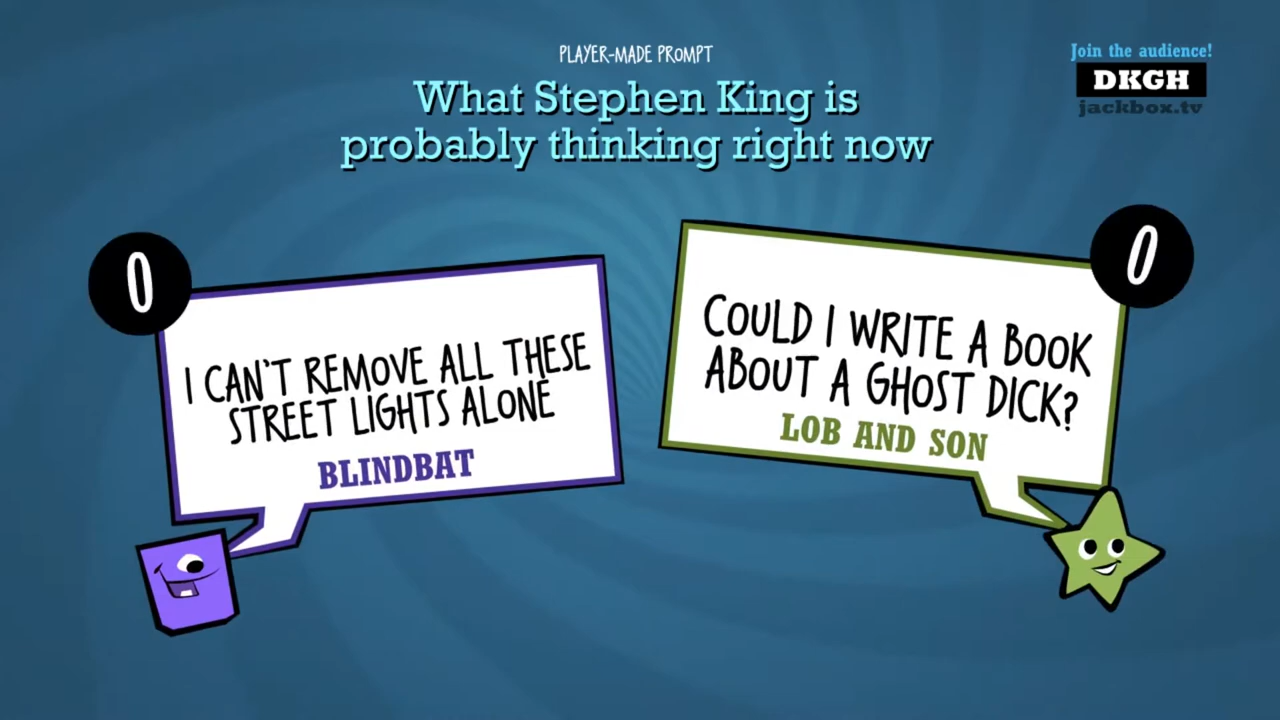 PLAYER-MADE PROMPT
What Stephen King is
probably thinking right now
Join the audience!
DKGH
jackbox.tv
0
I CAN'T REMOVE ALL THESE
STREET LIGHTS ALONE
BLINDBAT
0
COULD I WRITE A BOOK
ABOUT A GHOST DICK?
LOB AND SON